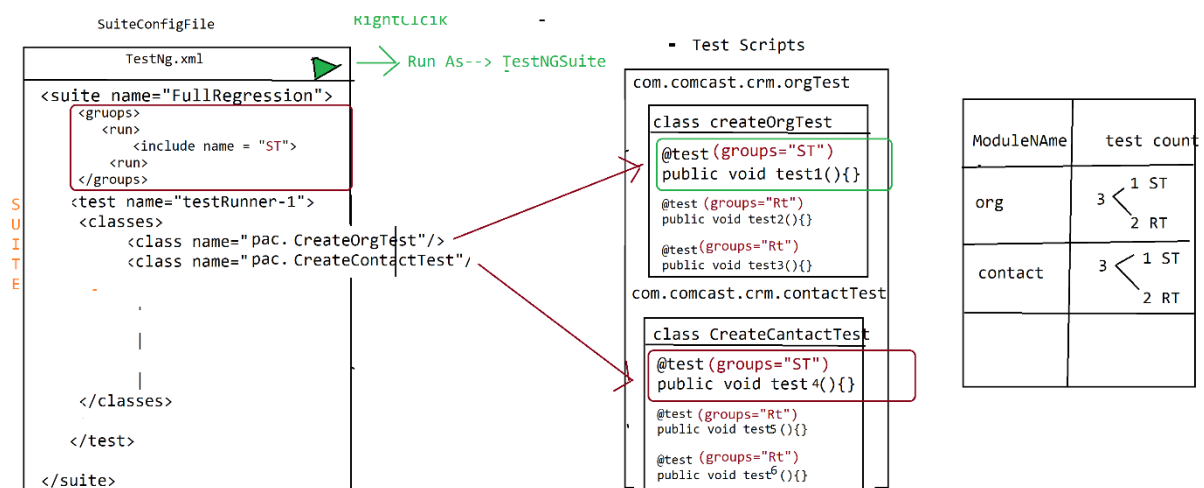 SuiteConfigFile
RightClcik
-
TestNg.xml
Run As--> TestNGSuite
<suite name="FullRegression">
<gruops>
<run>
<include name = "ST">
<run>
</groups>
<test name="testRunner-1">
<classes>
<class name="pac. CreateOrgTest"/>
<class name="pac. CreateContactTest"/
</classes>
</test>
</suite>
SUITE
- Test Scripts
com.comcast.crm.orgTest
class createOrgTest
@test (groups="ST")
public void test1(){}
@test (groups="Rt")
public void test2(){}
@test(groups="Rt")
public void test3(){}
com.comcast.crm.contactTest
class CreateCantactTest
@test (groups="ST")
public void test4(){}
@test (groups="Rt")
public void test5(){}
@test (groups="Rt")
public void test6(){}
ModuleNAme test count
org 3 1 ST
2 RT
contact 3 1 ST
2 RT